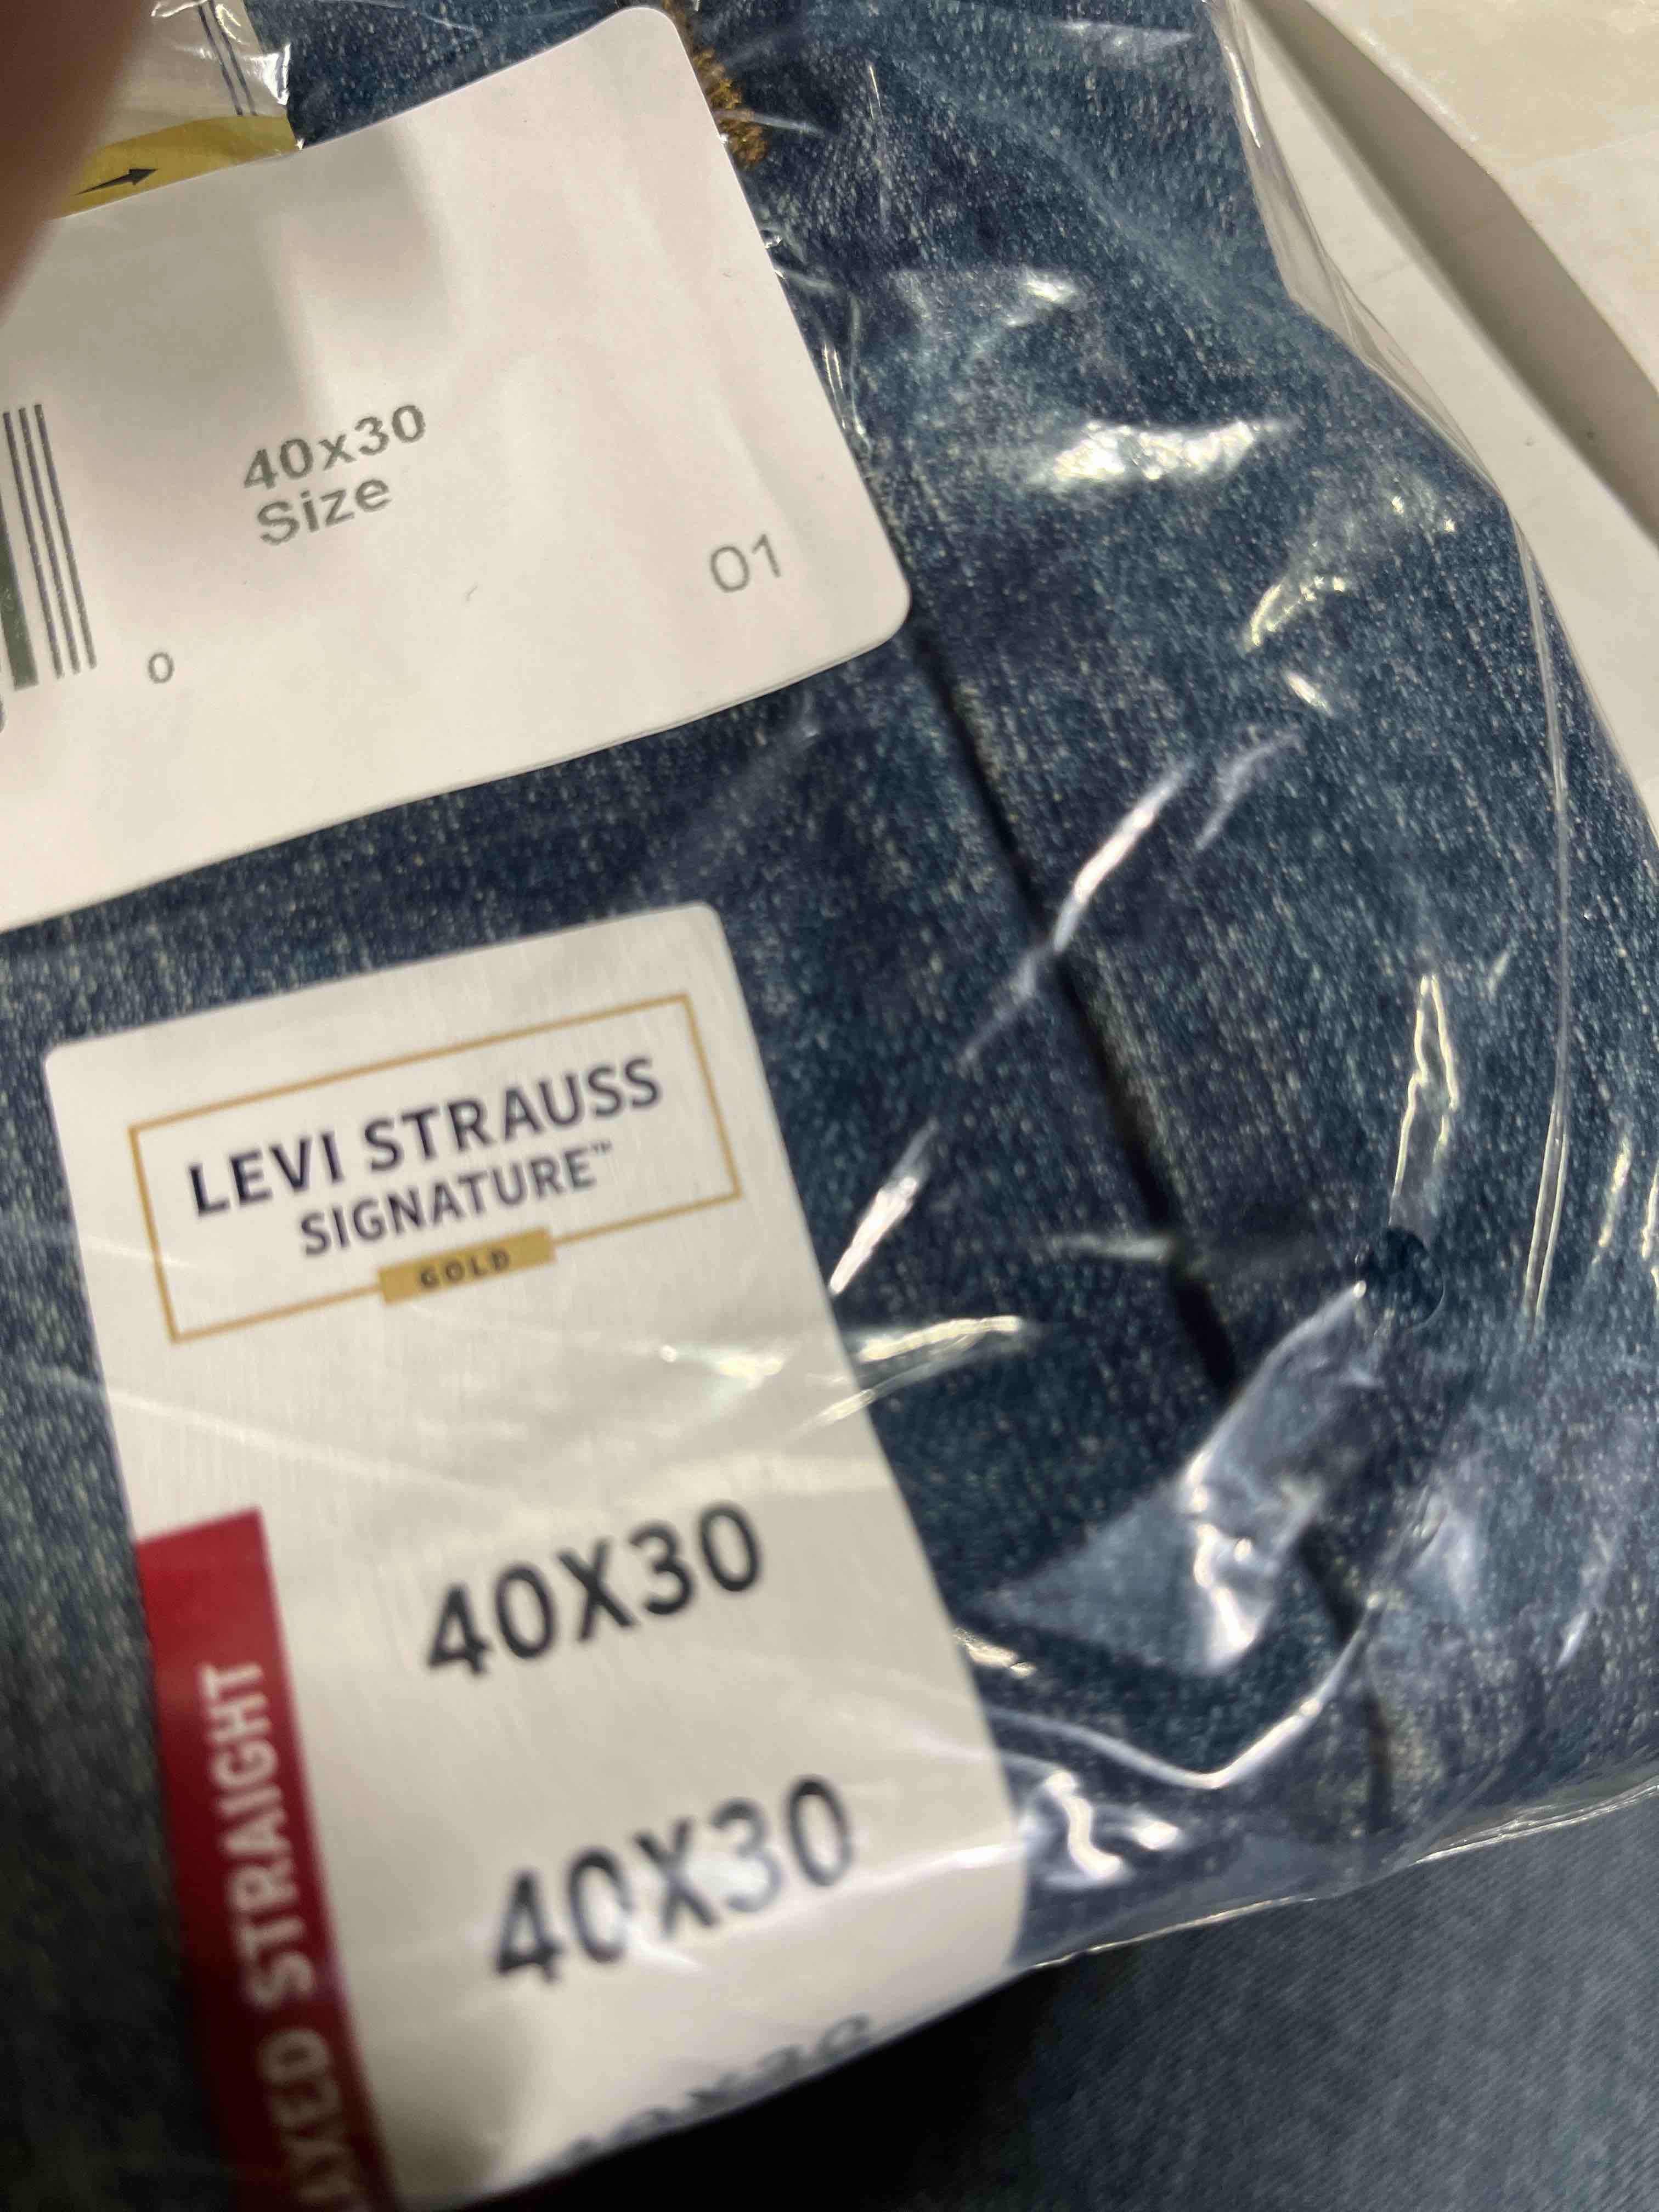 40x30
Size
01
0
LEVI STRAUSS
SIGNATURE™
GOLD
40X30
40X30
STRAIGHT